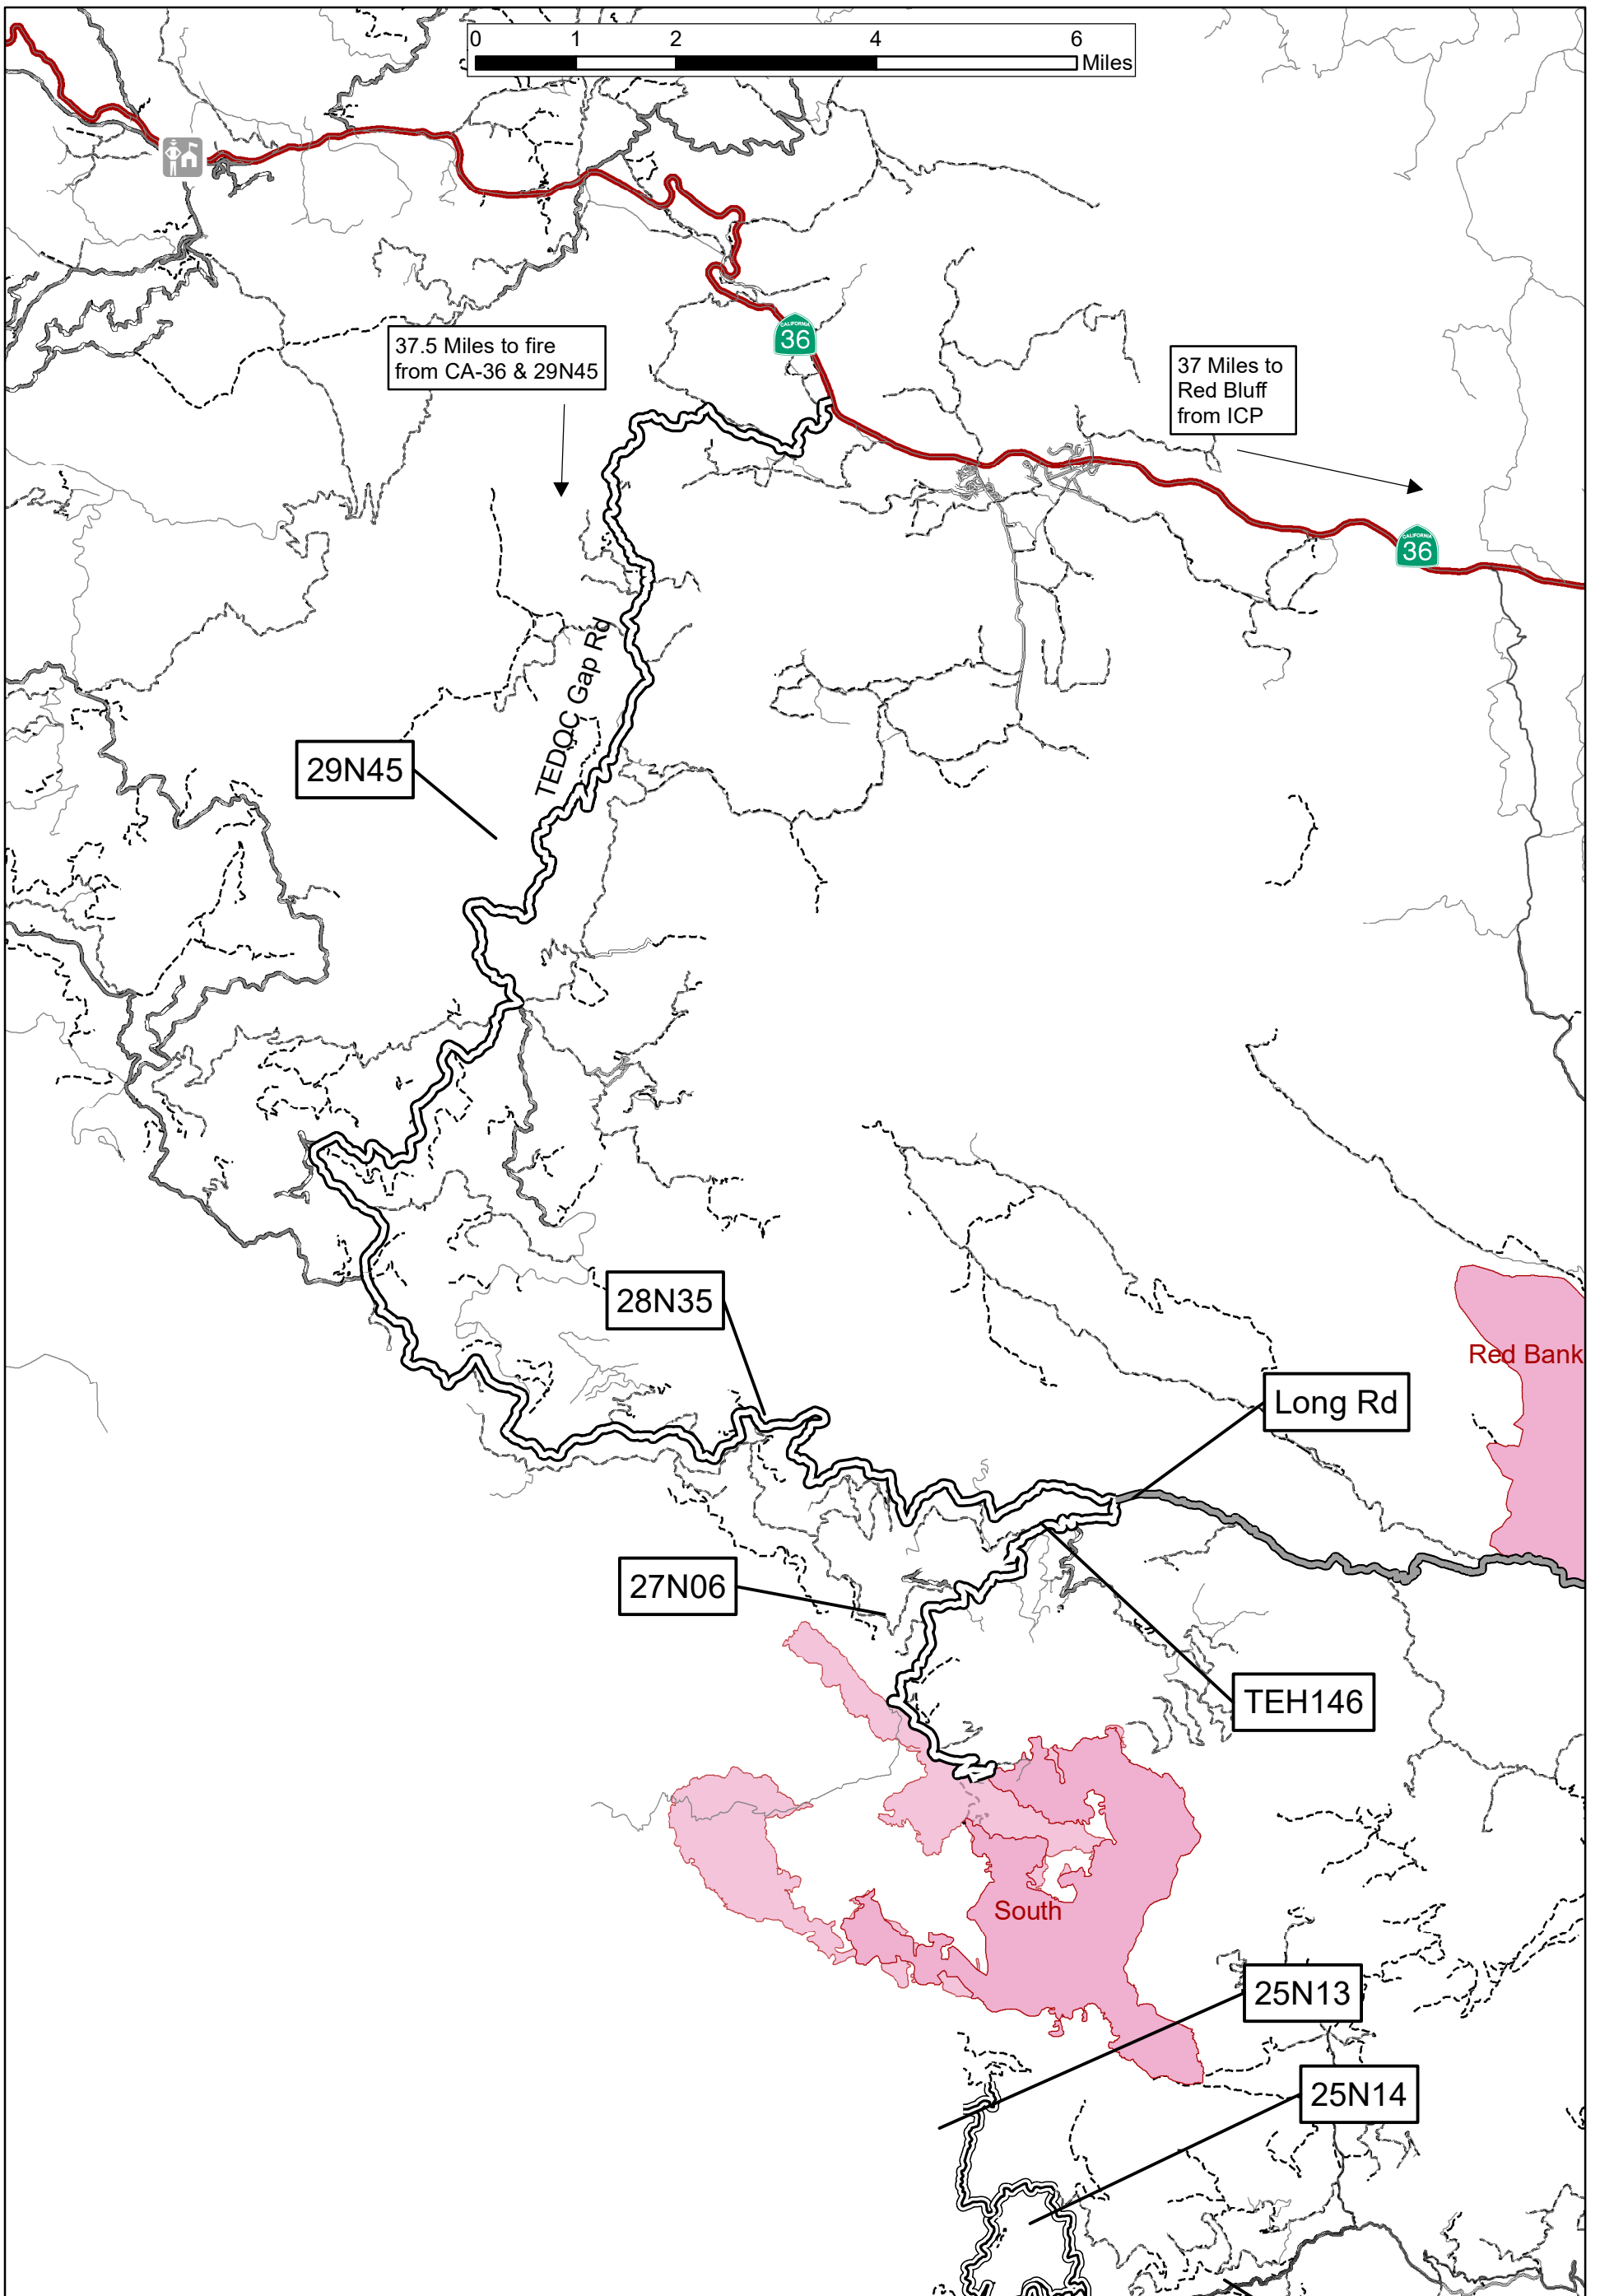 0 1 2 4 6
Miles
CALIFORNIA
36
37.5 Miles to fire
from CA-36 & 29N45
37 Miles to
Red Bluff
from ICP
CALIFORNIA
36
TEDOC Gap Rd
29N45
28N35
Red Bank
Long Rd
27N06
TEH146
South
25N13
25N14